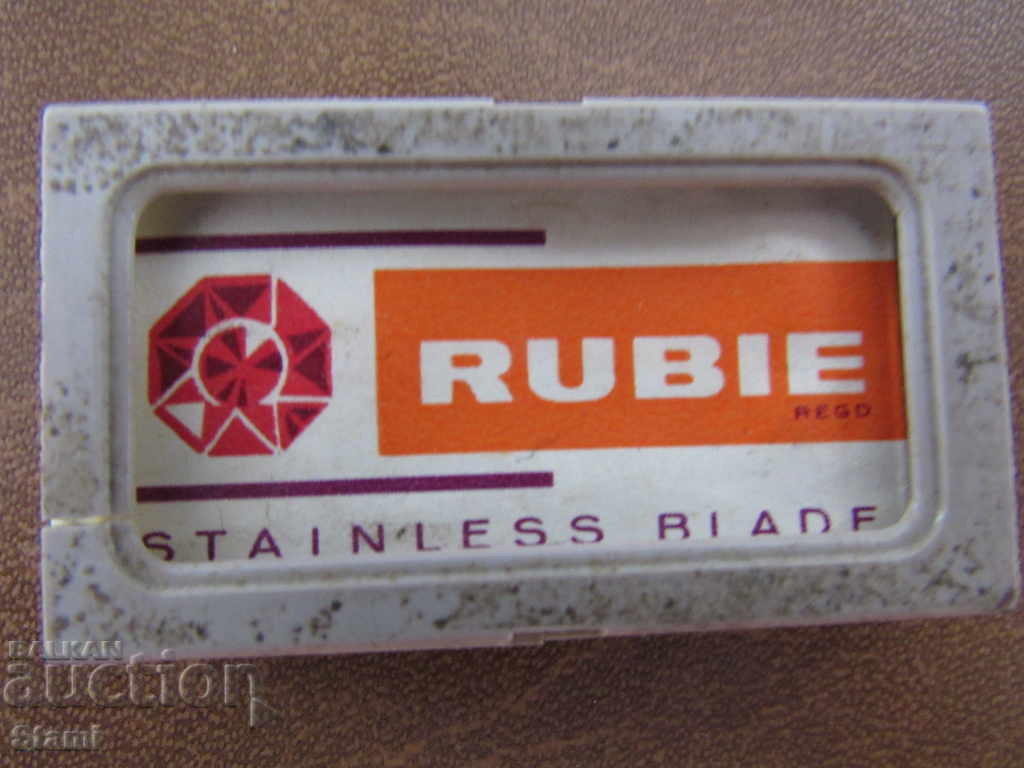 RUBIE
REGD
STAINLESS BLADE
BALKAN
auction
Stami